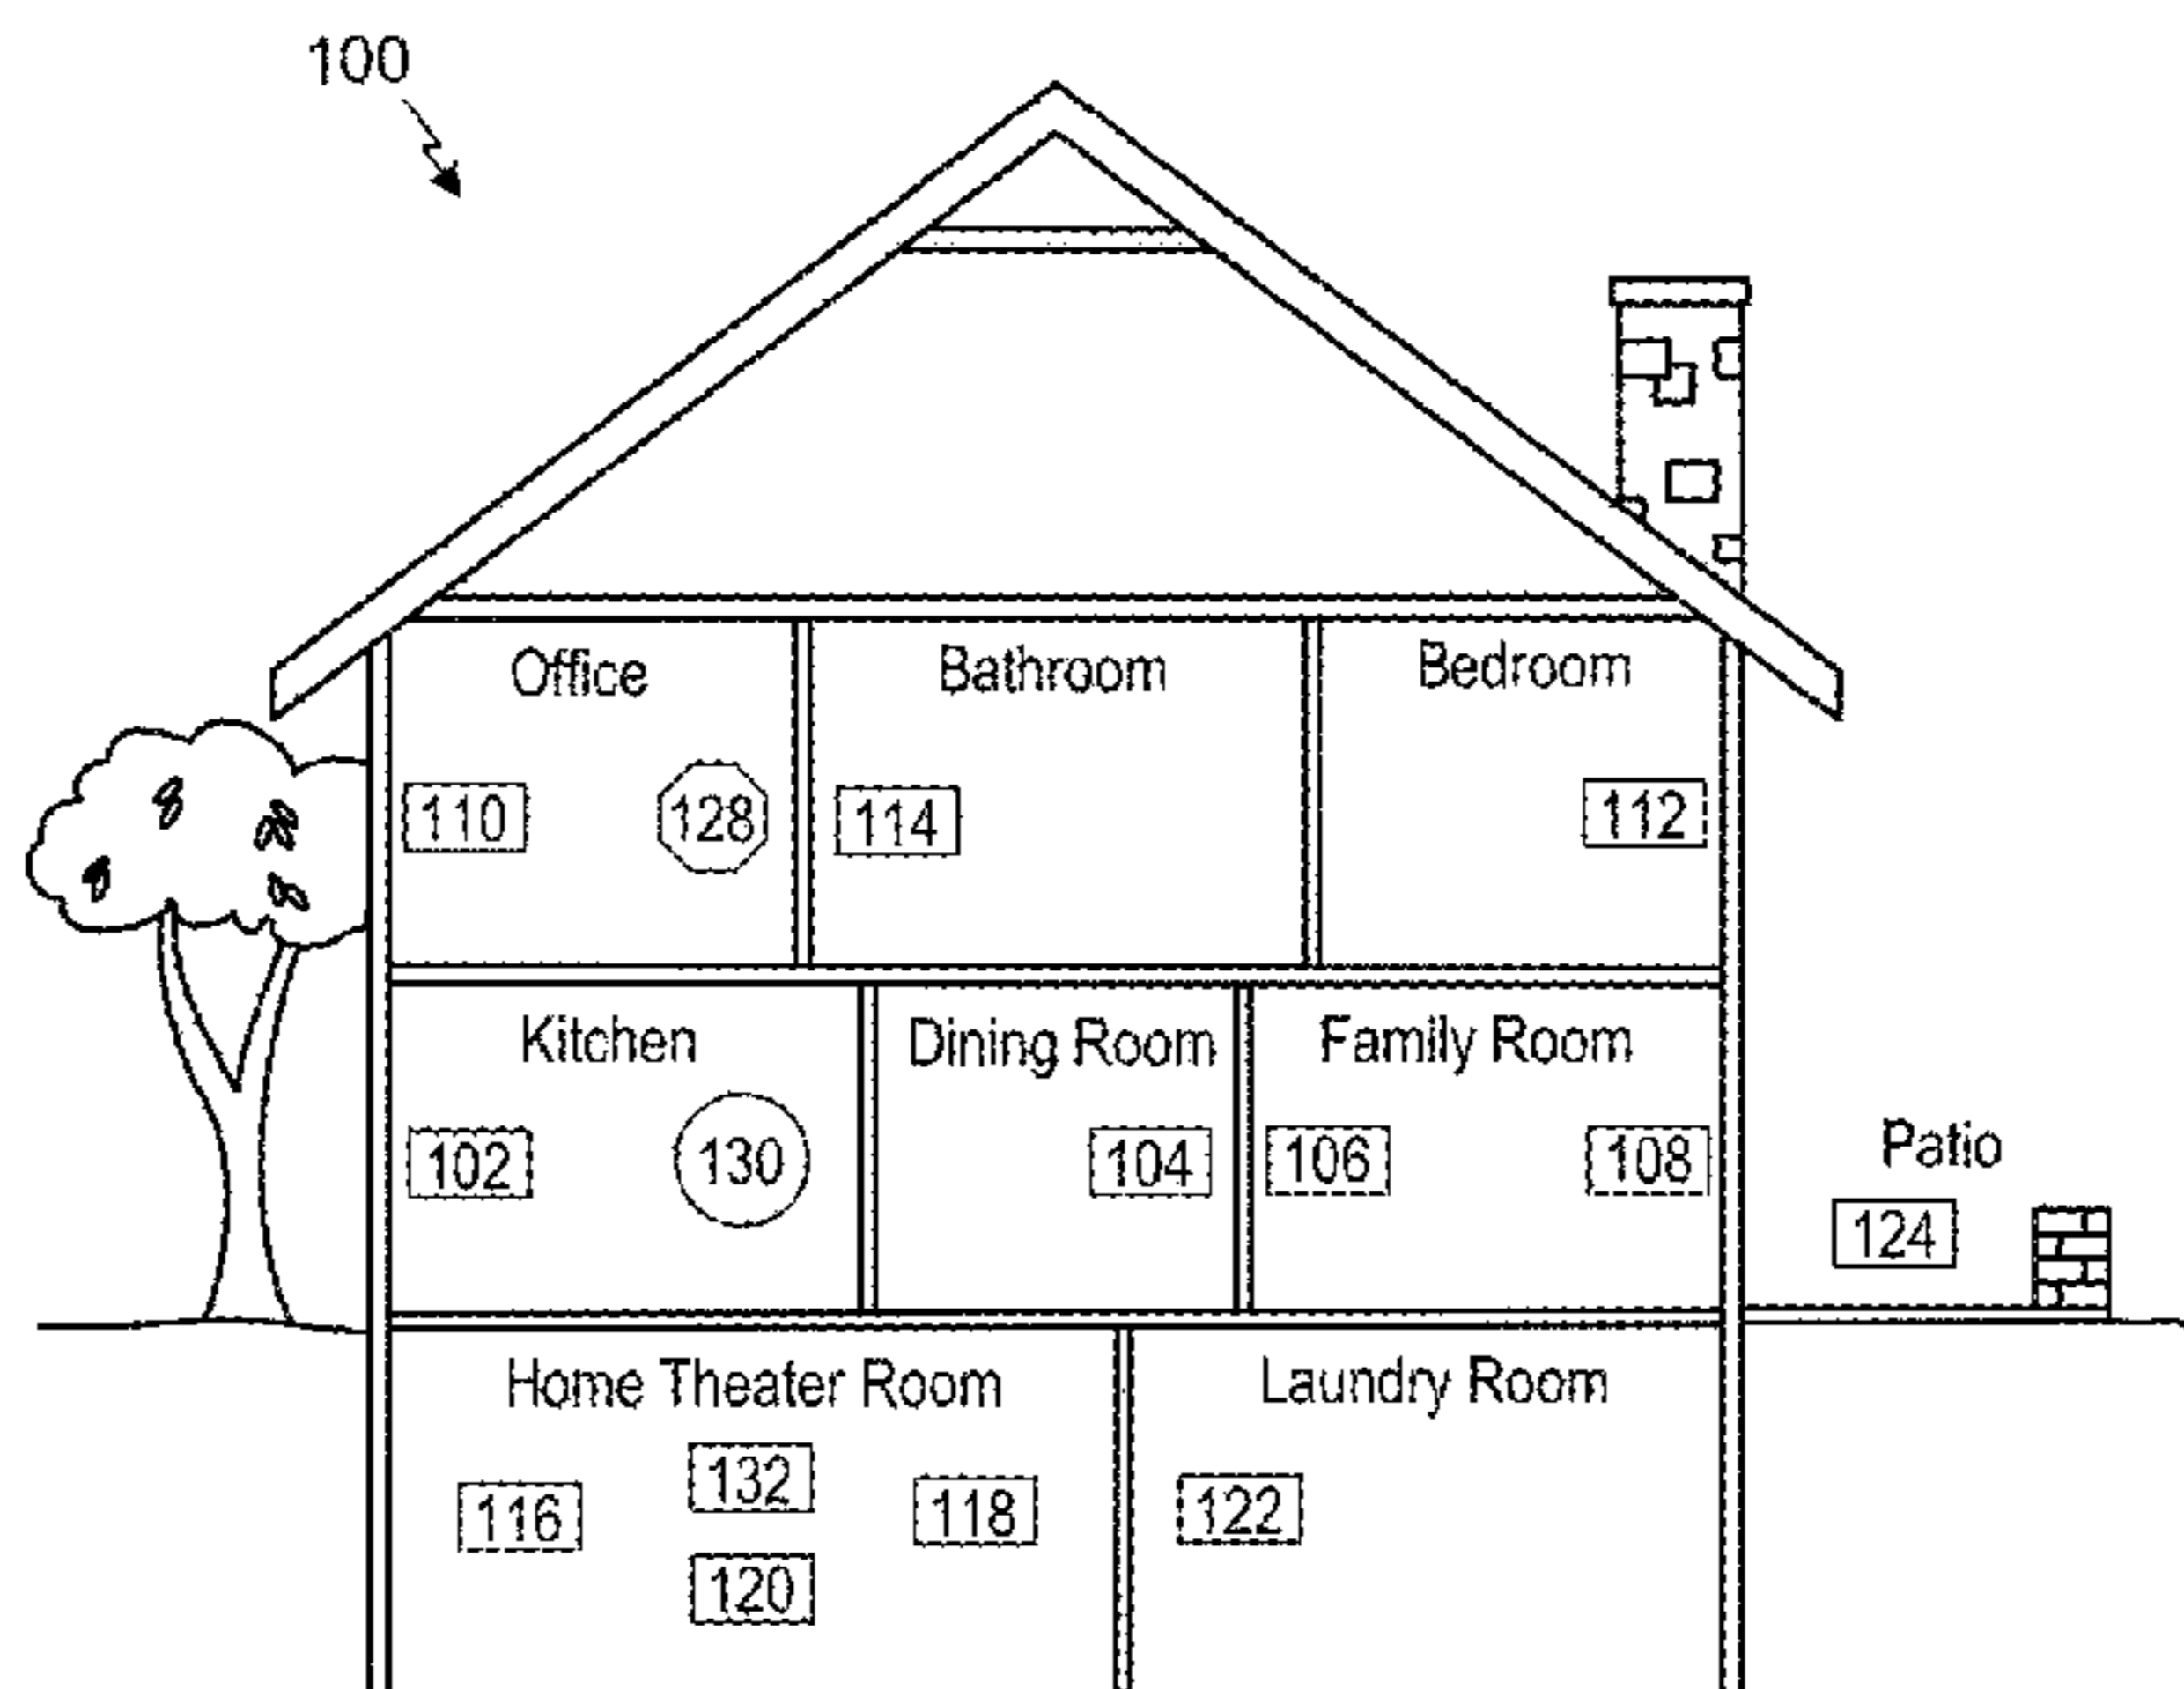 100
Office
Bathroom
Bedroom
110
128
114
112
Kitchen
Dining Room
Family Room
102
130
104
106
108
Patio
124
Home Theater Room
Laundry Room
116
132
118
122
120